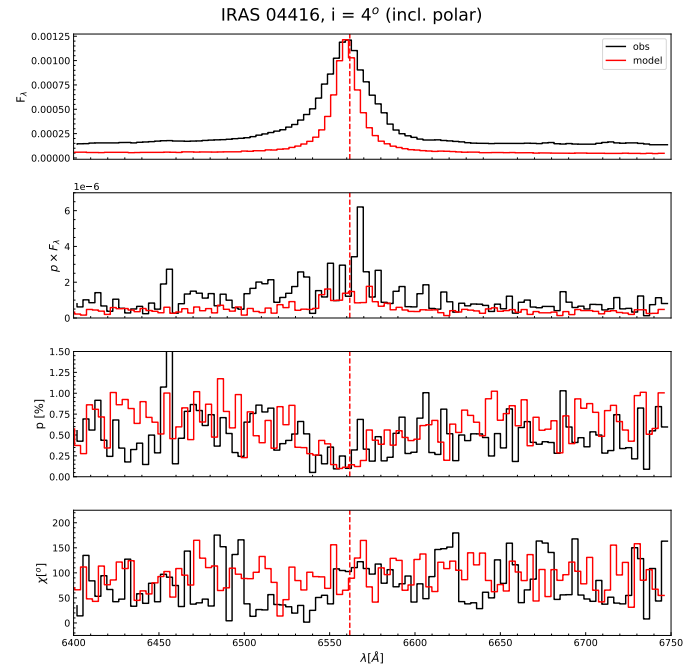 IRAS 04416, i = 4° (incl. polar)
0.00125
0.00100
0.00075
0.00050
0.00025
0.00000
F_λ
obs
model
1e−6
6
4
2
0
p × F_λ
1.50
1.25
1.00
0.75
0.50
0.25
0.00
p [%]
200
150
100
50
0
χ[°]
6400 6450 6500 6550 6600 6650 6700 6750
λ[Å]